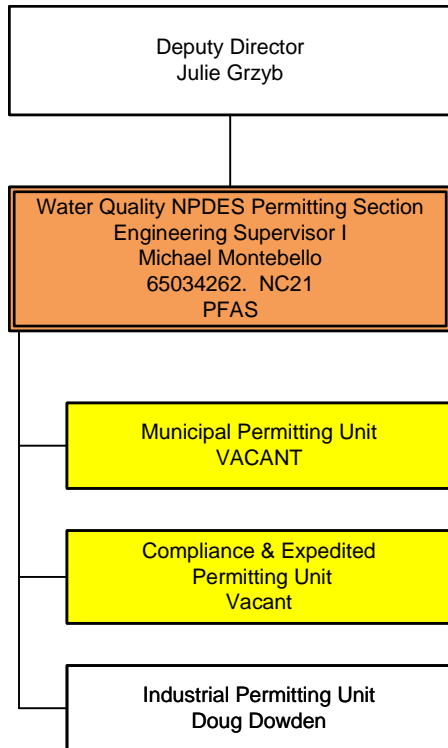 Deputy Director
Julie Grzyb
Water Quality NPDES Permitting Section
Engineering Supervisor I
Michael Montebello
65034262.  NC21
PFAS
Municipal Permitting Unit
VACANT
Compliance & Expedited
Permitting Unit
Vacant
Industrial Permitting Unit
Doug Dowden